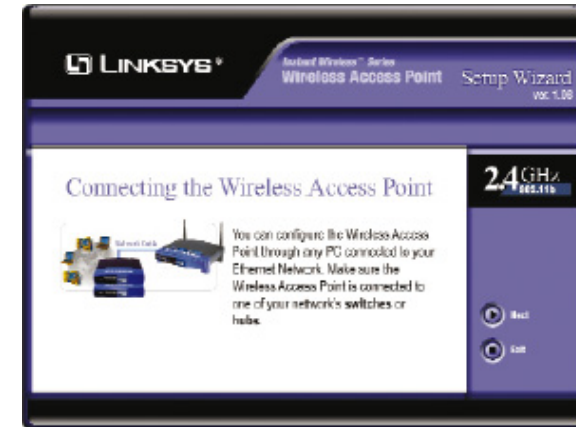 LINKSYS®
Instant Wireless™ Series
Wireless Access Point
Setup Wizard
ver. 1.06
2.4GHz
802.11b
Connecting the Wireless Access Point
Network Cable
You can configure the Wireless Access
Point through any PC connected to your
Ethernet Network. Make sure the
Wireless Access Point is connected to
one of your network's switches or
hubs.
Next
Exit